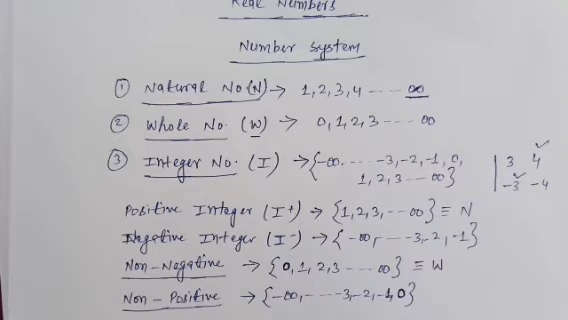 Real Numbers
Number System
① Natural No (N) → 1, 2, 3, 4 ---- ∞
② Whole No. (W) → 0, 1, 2, 3 ---- ∞
③ Integer No. (I) → {-∞. ... -3, -2, -1, 0,
1, 2, 3 --- ∞}
3 4 ✓
-3 ✓ -4
Positive Integer (I+) → {1, 2, 3, --- ∞} ≡ N
Negative Integer (I-) → {-∞, ---- -3, -2, -1}
Non-Negative → {0, 1, 2, 3 ---- ∞} ≡ W
Non-Positive → {-∞, ---- -3, -2, -1, 0}